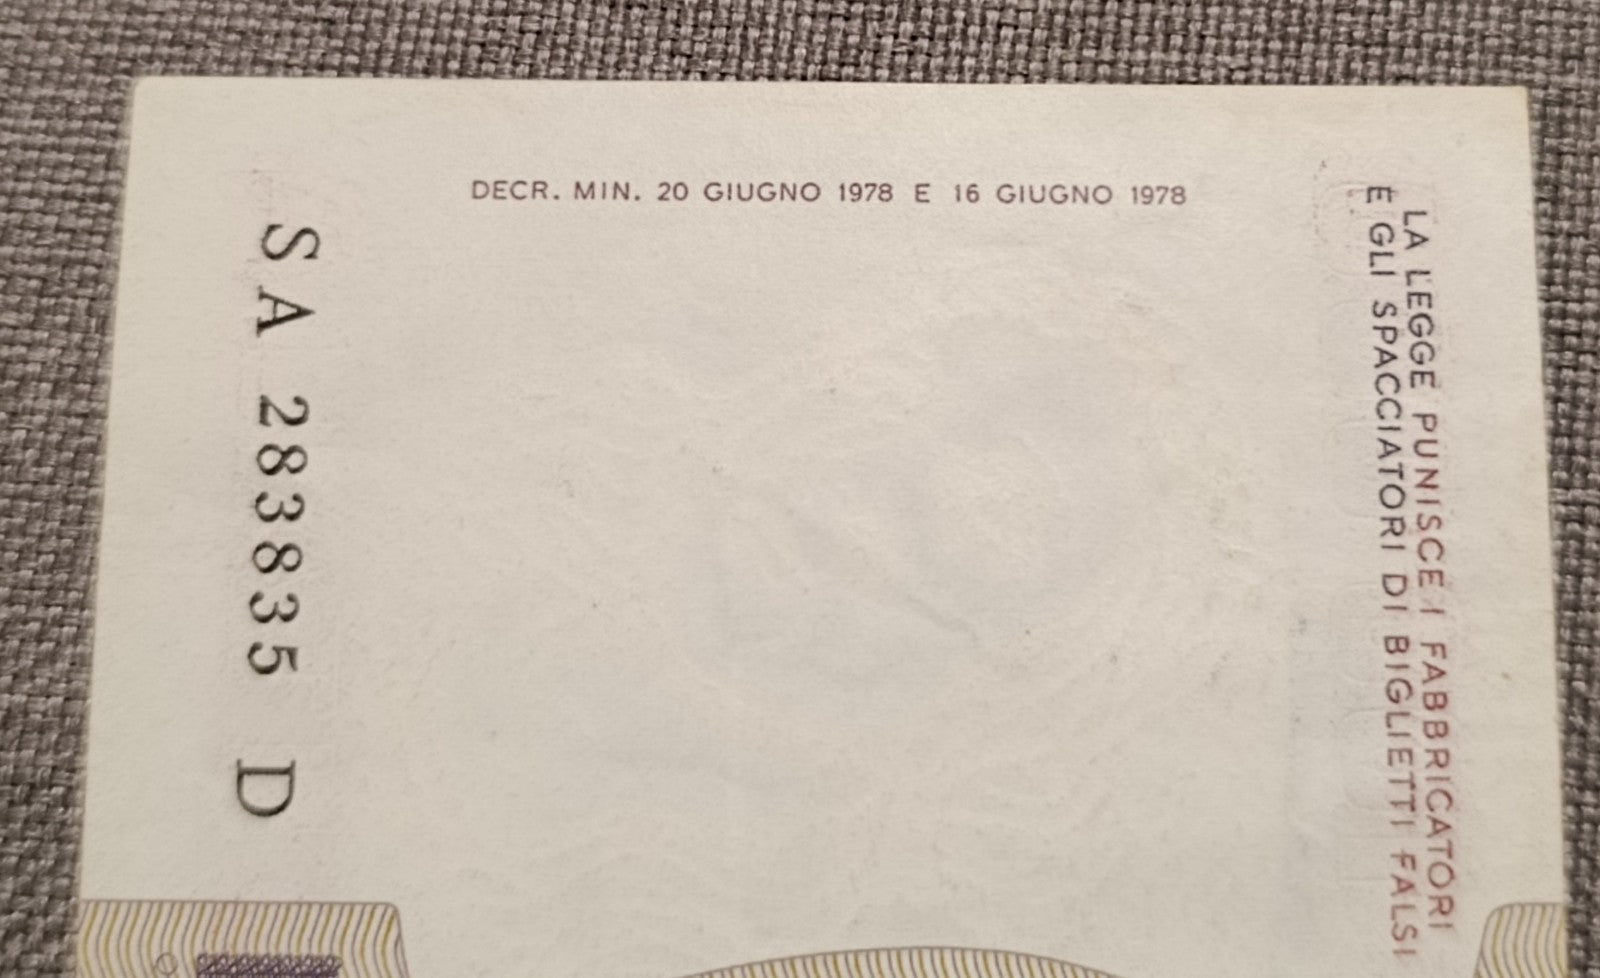 DECR. MIN. 20 GIUGNO 1978 E 16 GIUGNO 1978
SA 283835 D
LA LEGGE PUNISCE I FABBRICATORI
E GLI SPACCIATORI DI BIGLIETTI FALSI